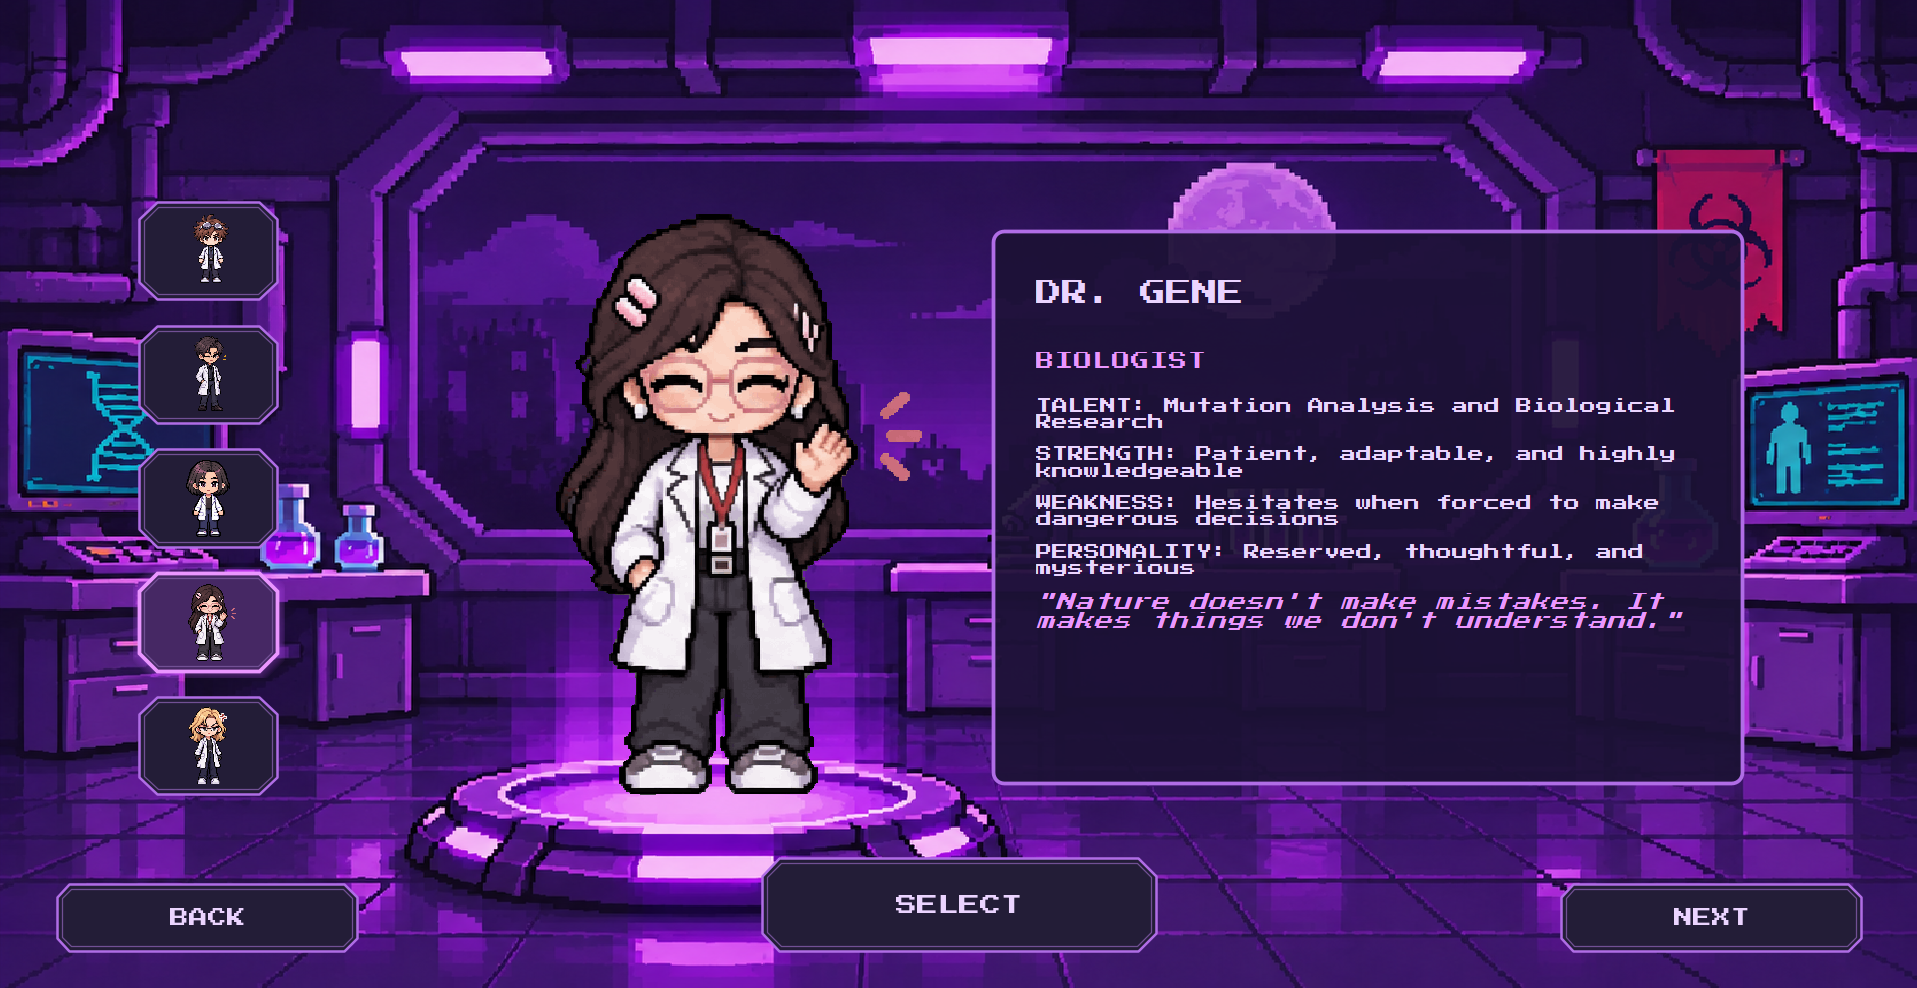 DR. GENE
BIOLOGIST
TALENT: Mutation Analysis and Biological
Research
STRENGTH: Patient, adaptable, and highly
knowledgeable
WEAKNESS: Hesitates when forced to make
dangerous decisions
PERSONALITY: Reserved, thoughtful, and
mysterious
"Nature doesn't make mistakes. It
makes things we don't understand."
BACK
SELECT
NEXT